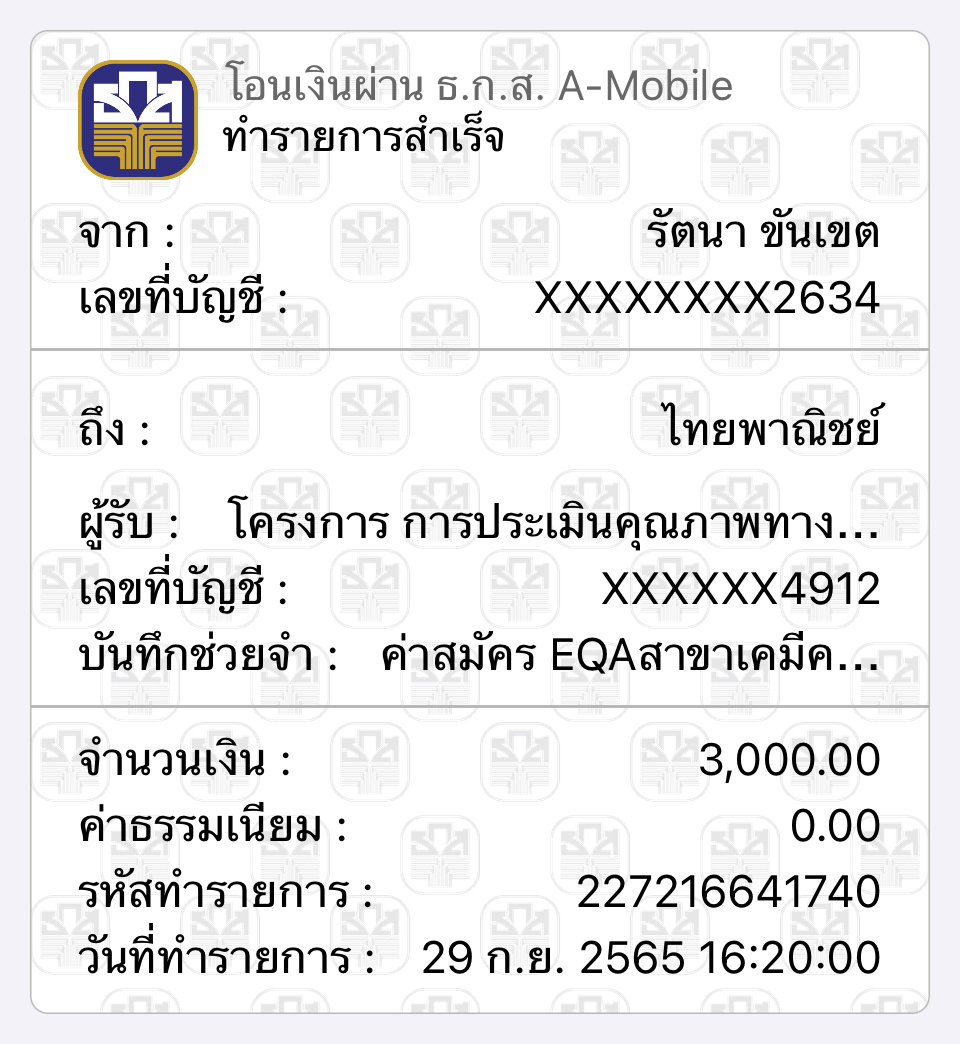 โอนเงินผ่าน ธ.ก.ส. A-Mobile
ทำรายการสำเร็จ
จาก : รัตนา ขันเขต
เลขที่บัญชี : XXXXXXXX2634
ถึง : ไทยพาณิชย์
ผู้รับ : โครงการ การประเมินคุณภาพทาง...
เลขที่บัญชี : XXXXXX4912
บันทึกช่วยจำ : ค่าสมัคร EQAสาขาเคมีค...
จำนวนเงิน : 3,000.00
ค่าธรรมเนียม : 0.00
รหัสทำรายการ : 227216641740
วันที่ทำรายการ : 29 ก.ย. 2565 16:20:00